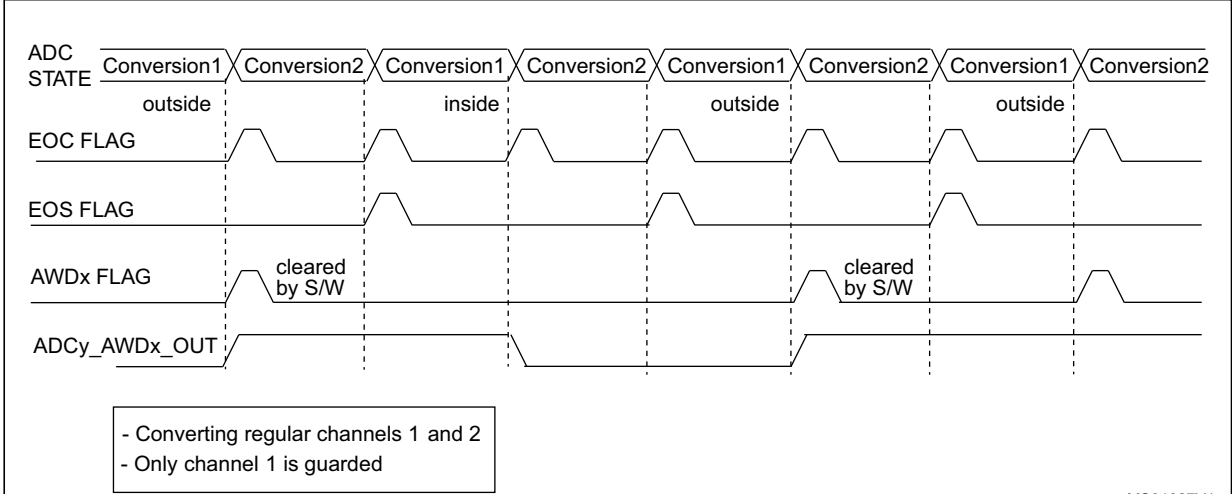 ADC STATE
Conversion1 Conversion2 Conversion1 Conversion2 Conversion1 Conversion2 Conversion1 Conversion2
outside inside outside outside
EOC FLAG
EOS FLAG
AWDx FLAG
cleared by S/W
cleared by S/W
ADCy_AWDx_OUT
- Converting regular channels 1 and 2
- Only channel 1 is guarded